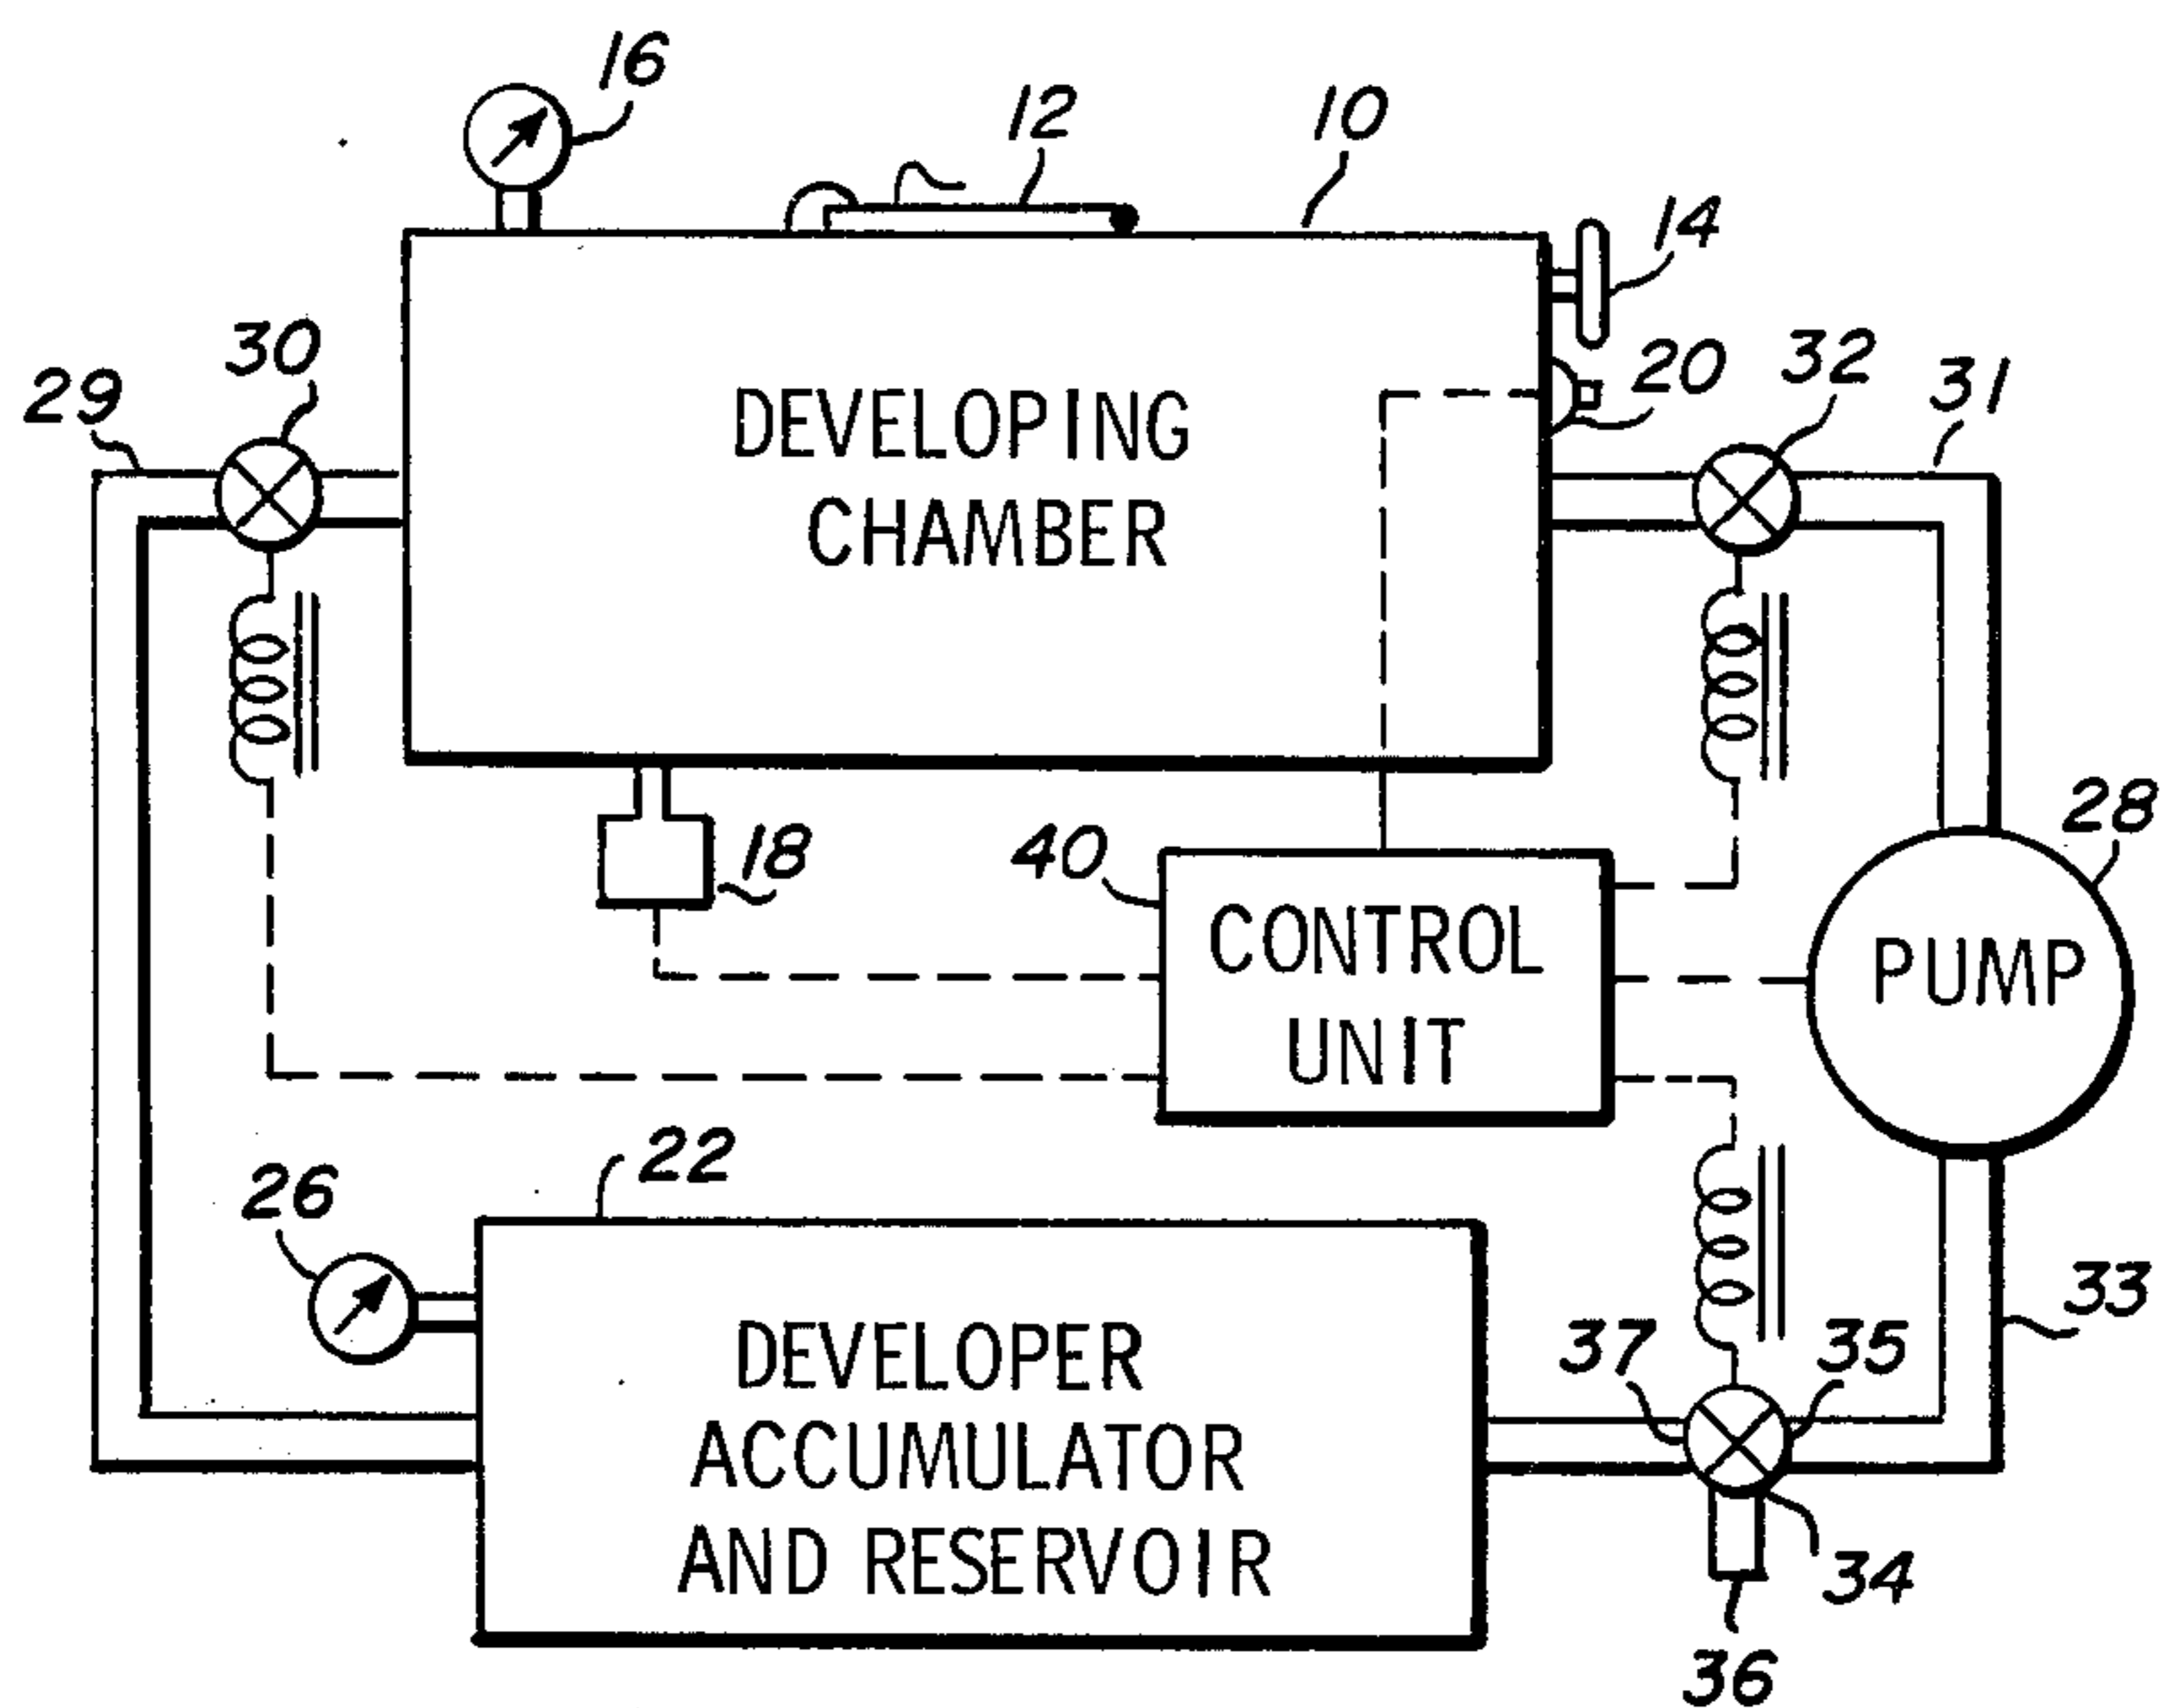 16
12
10
14
30
29
20
32
31
DEVELOPING
CHAMBER
28
18
40
CONTROL
UNIT
PUMP
22
26
33
37
35
DEVELOPER
ACCUMULATOR
AND RESERVOIR
34
36